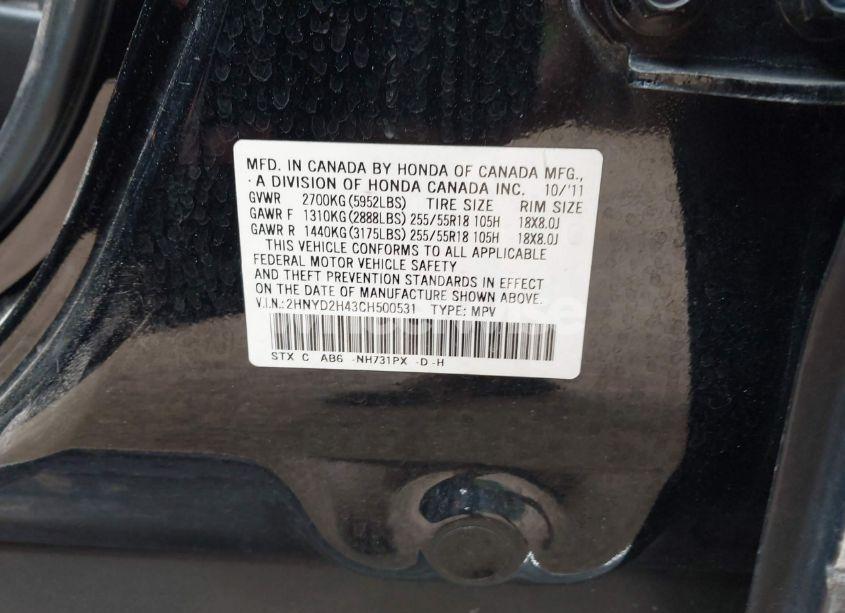 MFD. IN CANADA BY HONDA OF CANADA MFG.,
A DIVISION OF HONDA CANADA INC. 10/'11
GVWR 2700KG(5952LBS) TIRE SIZE RIM SIZE
GAWR F 1310KG(2888LBS) 255/55R18 105H 18X8.0J
GAWR R 1440KG(3175LBS) 255/55R18 105H 18X8.0J
THIS VEHICLE CONFORMS TO ALL APPLICABLE
FEDERAL MOTOR VEHICLE SAFETY
AND THEFT PREVENTION STANDARDS IN EFFECT
ON THE DATE OF MANUFACTURE SHOWN ABOVE.
V.I.N.:2HNYD2H43CH500531 TYPE: MPV
STX C AB6 -NH731PX -D-H